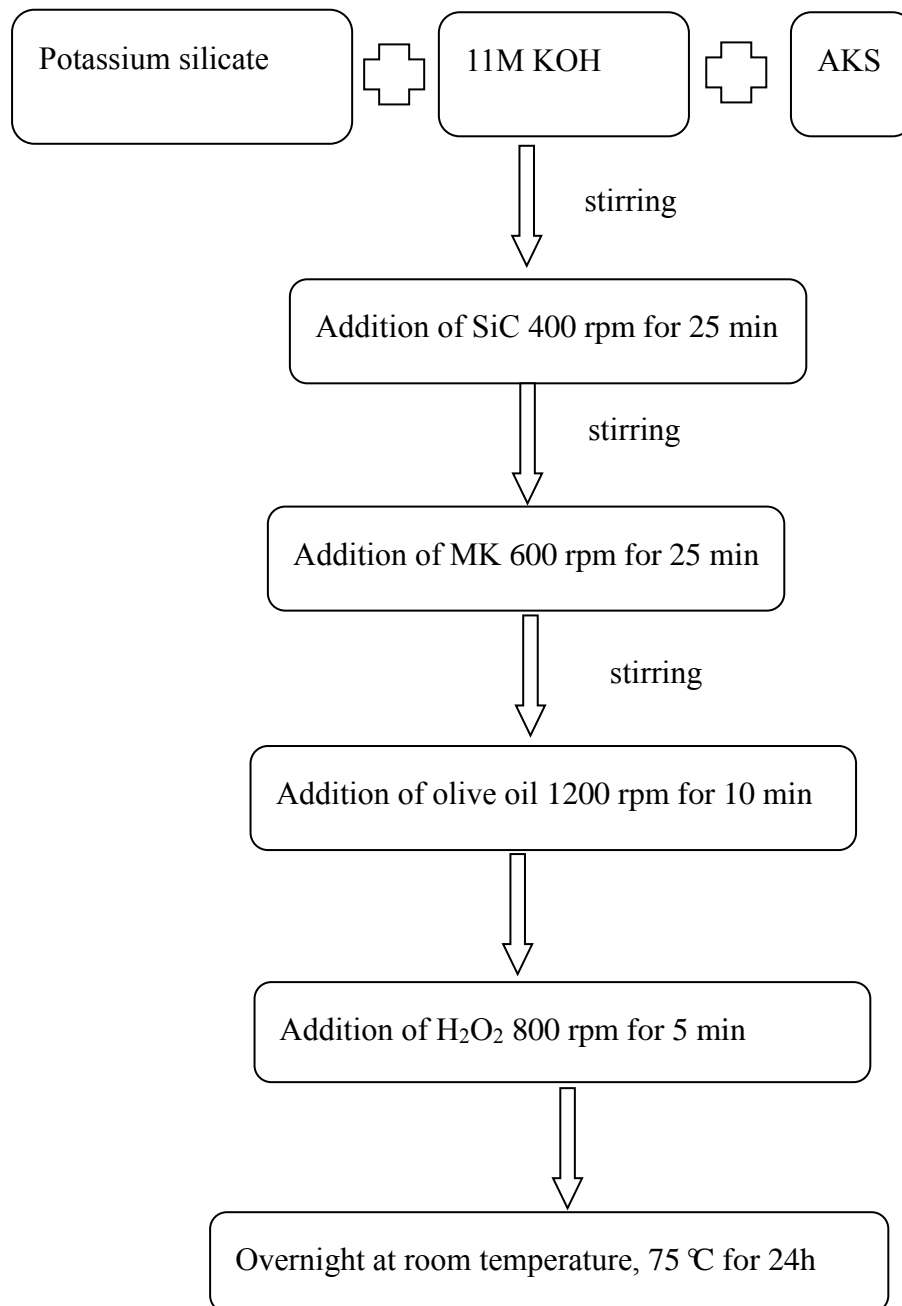 Potassium silicate
11M KOH
AKS
stirring
Addition of SiC 400 rpm for 25 min
stirring
Addition of MK 600 rpm for 25 min
stirring
Addition of olive oil 1200 rpm for 10 min
Addition of H₂O₂ 800 rpm for 5 min
Overnight at room temperature, 75 ℃ for 24h